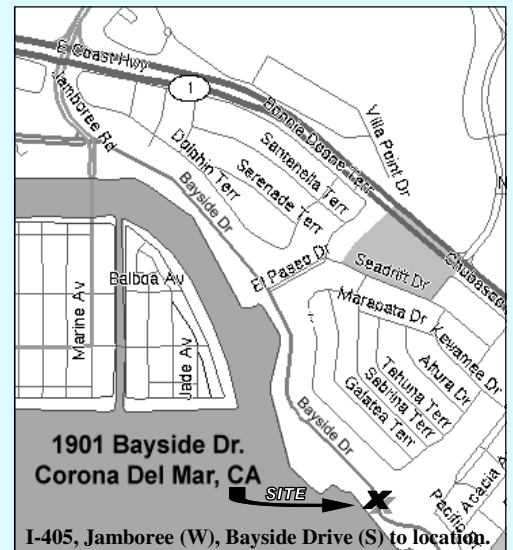 E Coast Hwy
Jamboree Rd
1
Bonnie Doone Terr
Villa Point Dr
Santanella Terr
Serenade Terr
Dolphin Terr
Bayside Dr
N
El Paseo Dr
Seadrift Dr
Chubasco
Balboa Av
Marine Av
Jade Av
Marapata Dr
Kewamee Dr
Ahura Dr
Tahuna Terr
Sabrina Terr
Galatea Terr
Bayside Dr
Acacia A
Pacific
1901 Bayside Dr.
Corona Del Mar, CA
SITE
X
I-405, Jamboree (W), Bayside Drive (S) to location.